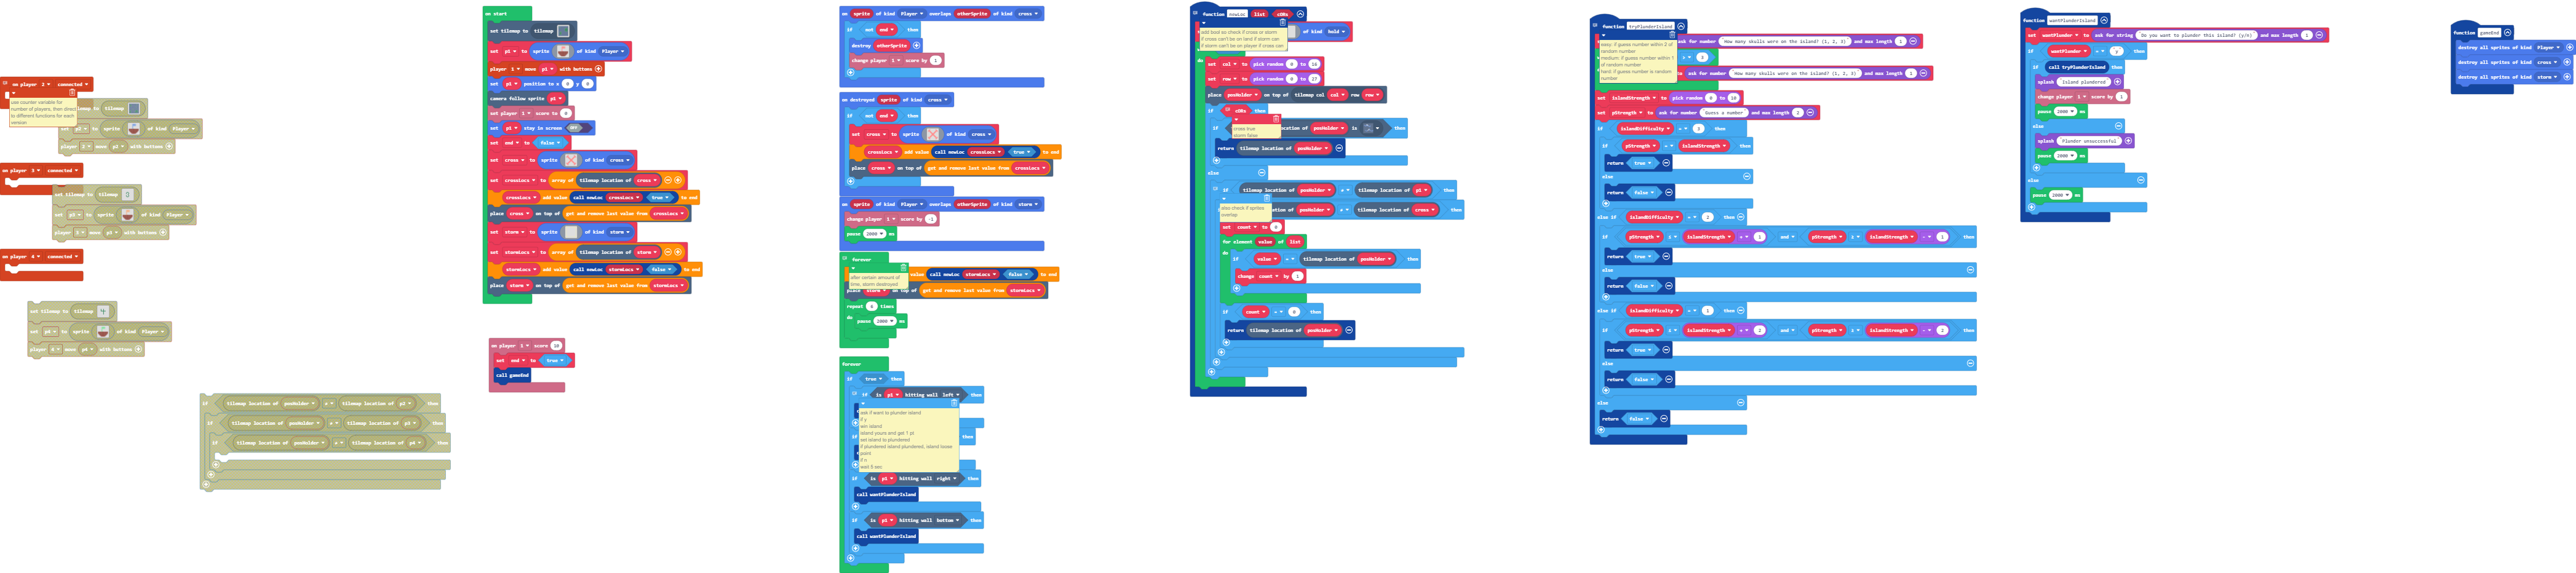 on player 2 connected
use counter variable for
number of players, then direct
to different functions for each
version
set tilemap to tilemap
set p2 to sprite of kind Player
player 2 move p2 with buttons
on player 3 connected
set tilemap to tilemap
set p3 to sprite of kind Player
player 3 move p3 with buttons
on player 4 connected
set tilemap to tilemap
set p4 to sprite of kind Player
player 4 move p4 with buttons
if tilemap location of posHolder ≠ tilemap location of p2 then
if tilemap location of posHolder ≠ tilemap location of p3 then
if tilemap location of posHolder ≠ tilemap location of p4 then
on start
set tilemap to tilemap
set p1 to sprite of kind Player
player 1 move p1 with buttons
set p1 position to x 0 y 0
camera follow sprite p1
set player 1 score to 0
set p1 stay in screen OFF
set end to false
set cross to sprite of kind cross
set crossLocs to array of tilemap location of cross
crossLocs add value call newLoc crossLocs true to end
place cross on top of get and remove last value from crossLocs
set storm to sprite of kind storm
set stormLocs to array of tilemap location of storm
stormLocs add value call newLoc stormLocs false to end
place storm on top of get and remove last value from stormLocs
on player 1 score 10
set end to true
call gameEnd
on sprite of kind Player overlaps otherSprite of kind cross
if not end then
destroy otherSprite
change player 1 score by 1
on destroyed sprite of kind cross
if not end then
set cross to sprite of kind cross
crossLocs add value call newLoc crossLocs true to end
place cross on top of get and remove last value from crossLocs
on sprite of kind Player overlaps otherSprite of kind storm
change player 1 score by -1
pause 2000 ms
forever
value call newLoc stormLocs false to end
after certain amount of
time, storm destroyed
place storm on top of get and remove last value from stormLocs
repeat times
do pause 2000 ms
forever
if true then
if is p1 hitting wall left then
ask if want to plunder island
if y
win island
island yours and get 1 pt
set island to plundered
if plundered island plundered, island loses
point
if n
wait 5 sec
then
if is p1 hitting wall right then
call wantPlunderIsland
if is p1 hitting wall bottom then
call wantPlunderIsland
function newLoc list cORs
add bool so check if cross or storm
if cross can't be on land if storm can
if storm can't be on player if cross can
of kind hold
do set col to pick random 0 to 16
set row to pick random 0 to 27
place posHolder on top of tilemap col col row row
if cORs then
cross true
storm false
if location of posHolder is then
return tilemap location of posHolder
else
if tilemap location of posHolder ≠ tilemap location of p1 then
also check if sprites
overlap
location of posHolder ≠ tilemap location of cross then
set count to 0
for element value of list
do if value = tilemap location of posHolder then
change count by 1
if count = 0 then
return tilemap location of posHolder
function tryPlunderIsland
easy: if guess number within 2 of
random number
medium: if guess number within 1
of random number
hard: if guess number is random
number
ask for number How many skulls were on the island? (1, 2, 3) and max length 1
3
to ask for number How many skulls were on the island? (1, 2, 3) and max length 1
set islandStrength to pick random 0 to 10
set pStrength to ask for number Guess a number and max length 2
if islandDifficulty = 3 then
if pStrength = islandStrength then
return true
else
return false
else if islandDifficulty = 2 then
if pStrength ≤ islandStrength + 1 and pStrength ≥ islandStrength - 1 then
return true
else
return false
else if islandDifficulty = 1 then
if pStrength ≤ islandStrength + 2 and pStrength ≥ islandStrength - 2 then
return true
else
return false
else
return false
function wantPlunderIsland
set wantPlunder to ask for string Do you want to plunder this island? (y/n) and max length 1
if wantPlunder = y then
if call tryPlunderIsland then
splash Island plundered
change player 1 score by 1
pause 2000 ms
else
splash Plunder unsuccessful
pause 2000 ms
else
pause 2000 ms
function gameEnd
destroy all sprites of kind Player
destroy all sprites of kind cross
destroy all sprites of kind storm